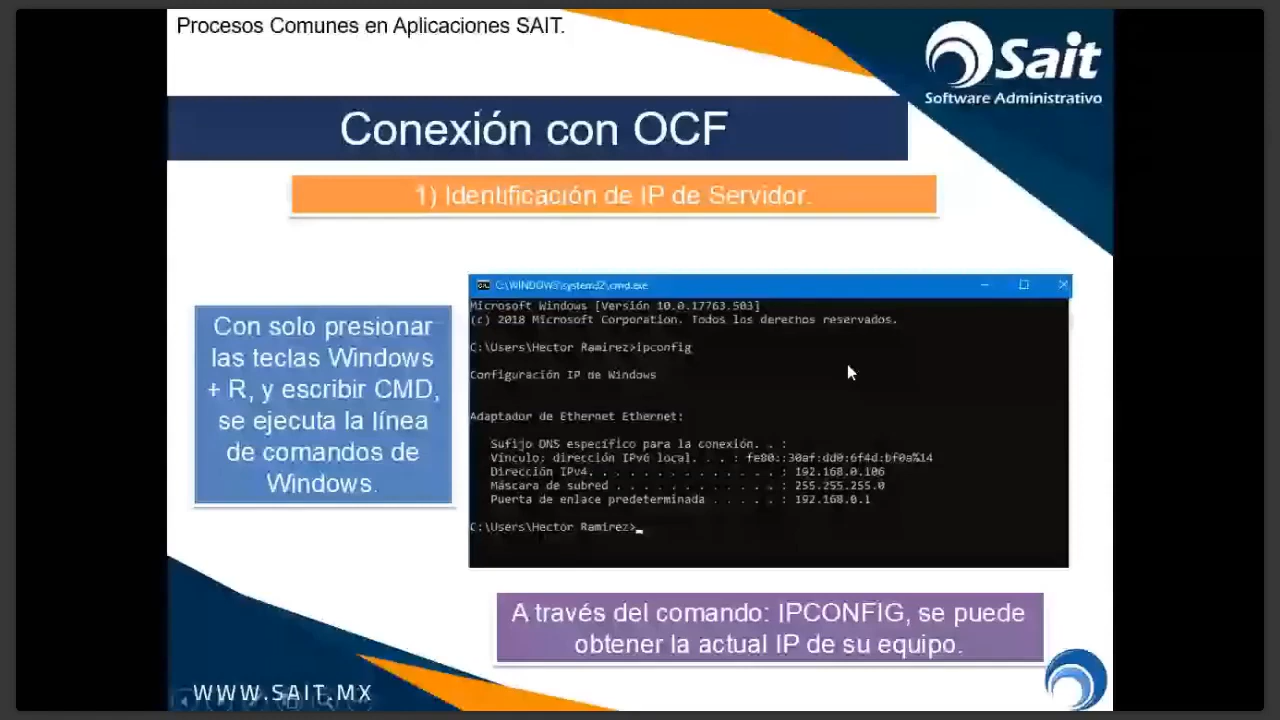 Procesos Comunes en Aplicaciones SAIT.
Sait
Software Administrativo
Conexión con OCF
1) Identificación de IP de Servidor.
Con solo presionar
las teclas Windows
+ R, y escribir CMD,
se ejecuta la línea
de comandos de
Windows.
C:\WINDOWS\system32\cmd.exe
Microsoft Windows [Versión 10.0.17763.503]
(c) 2018 Microsoft Corporation. Todos los derechos reservados.
C:\Users\Hector Ramirez>ipconfig
Configuración IP de Windows
Adaptador de Ethernet Ethernet:
Sufijo DNS específico para la conexión. . :
Vínculo: dirección IPv6 local. . . : fe80::30af:dd0:6f4d:bf0a%14
Dirección IPv4. . . . . . . . . . . . . . : 192.168.0.106
Máscara de subred . . . . . . . . . . . . : 255.255.255.0
Puerta de enlace predeterminada . . . . . : 192.168.0.1
C:\Users\Hector Ramirez>
A través del comando: IPCONFIG, se puede
obtener la actual IP de su equipo.
WWW.SAIT.MX